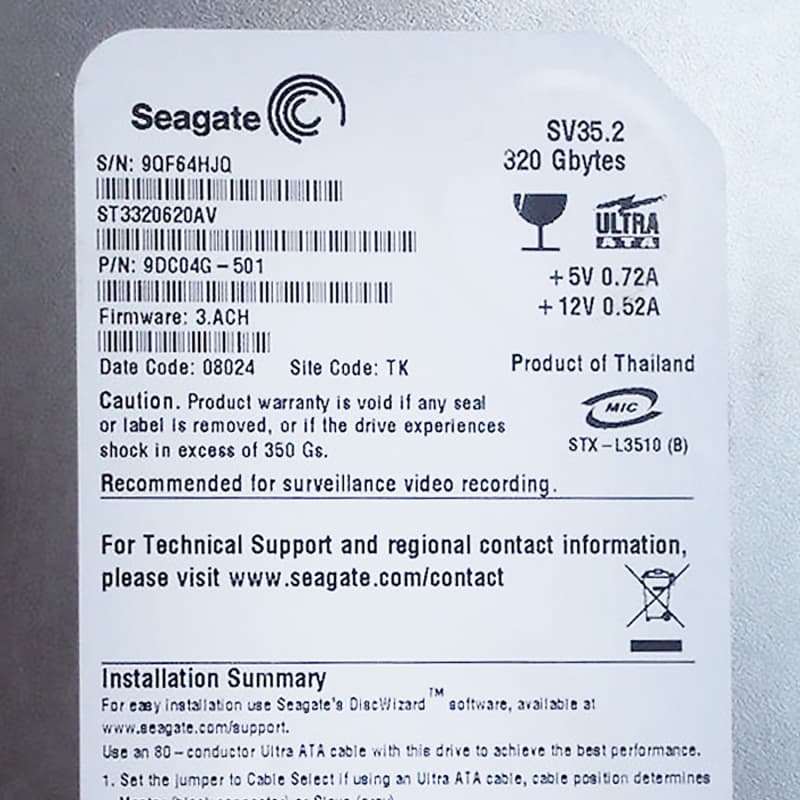 Seagate
SV35.2
320 Gbytes
S/N: 9QF64HJQ
ST3320620AV
ULTRA
ATA
P/N: 9DC04G-501
+5V 0.72A
+12V 0.52A
Firmware: 3.ACH
Date Code: 08024 Site Code: TK
Product of Thailand
Caution. Product warranty is void if any seal
or label is removed, or if the drive experiences
shock in excess of 350 Gs.
MIC
STX-L3510 (B)
Recommended for surveillance video recording.
For Technical Support and regional contact information,
please visit www.seagate.com/contact
Installation Summary
For easy installation use Seagate's DiscWizard™ software, available at
www.seagate.com/support.
Use an 80-conductor Ultra ATA cable with this drive to achieve the best performance.
1. Set the jumper to Cable Select if using an Ultra ATA cable, cable position determines